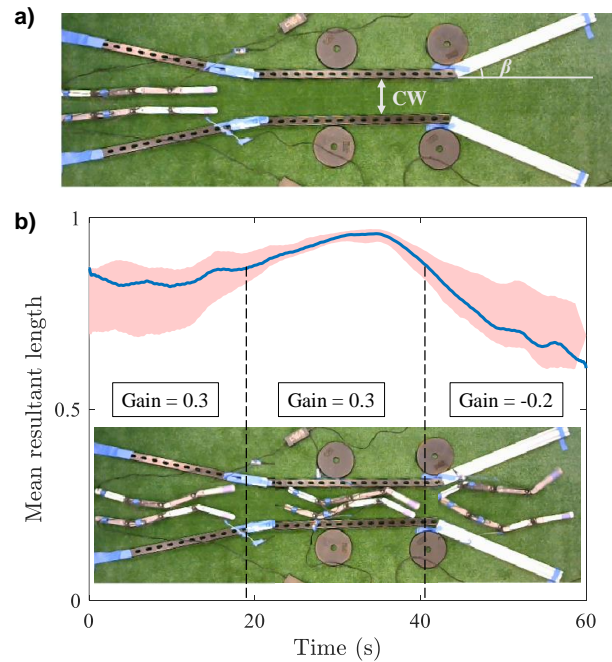 a)
β
CW
b)
1
Mean resultant length
Gain = 0.3
Gain = 0.3
Gain = -0.2
0.5
0
0
20
40
60
Time (s)